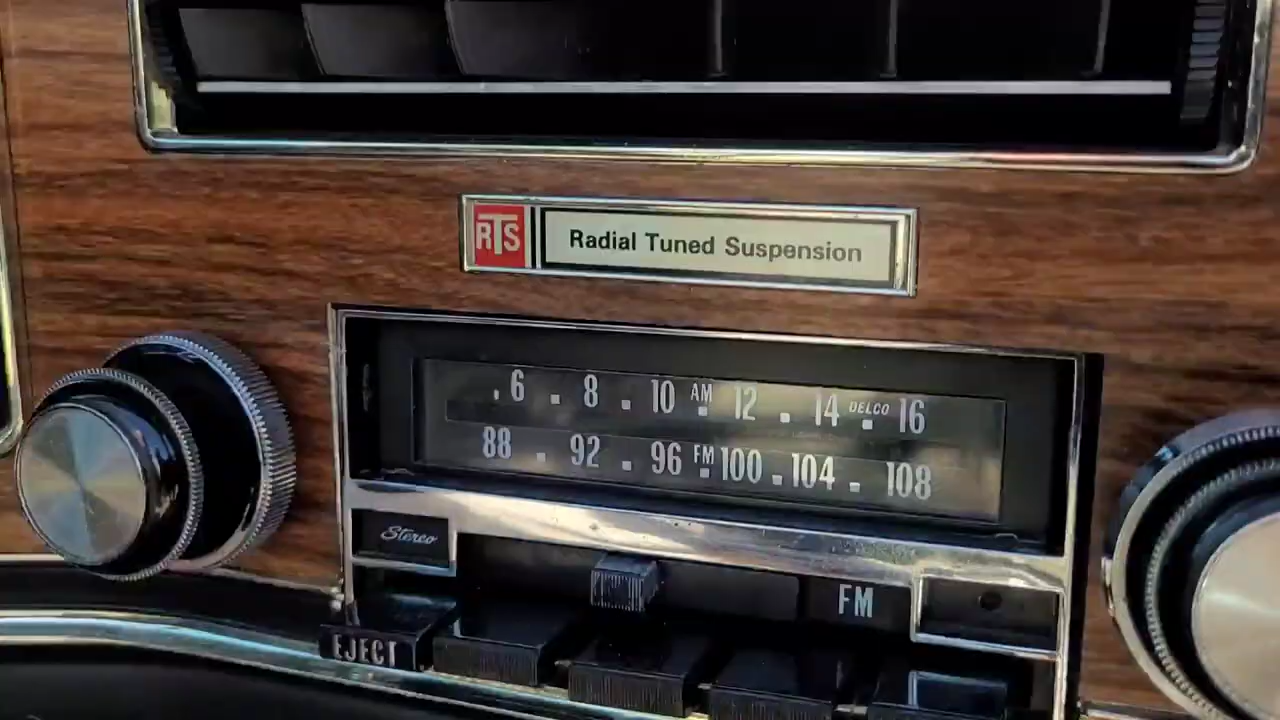 RTS Radial Tuned Suspension
. 6 . 8 . 10 AM 12 . 14 DELCO 16
88 . 92 . 96 FM 100 . 104 . 108
Stereo
FM
EJECT